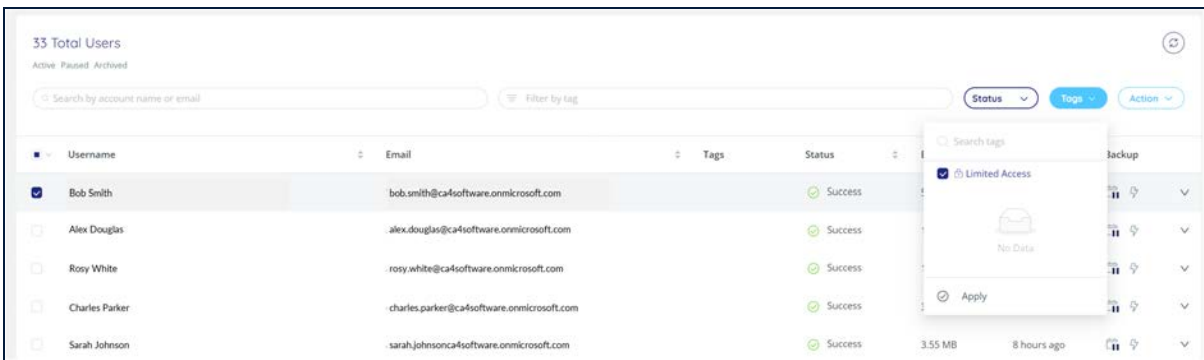 33 Total Users
Active Paused Archived
Search by account name or email
Filter by tag
Status
Tags
Action
Search tags
Username
Email
Tags
Status
Backup
Limited Access
Bob Smith
bob.smith@ca4software.onmicrosoft.com
Success
No Data
Alex Douglas
alex.douglas@ca4software.onmicrosoft.com
Success
Rosy White
rosy.white@ca4software.onmicrosoft.com
Success
Apply
Charles Parker
charles.parker@ca4software.onmicrosoft.com
Success
Sarah Johnson
sarah.johnsonca4software.onmicrosoft.com
Success
3.55 MB
8 hours ago